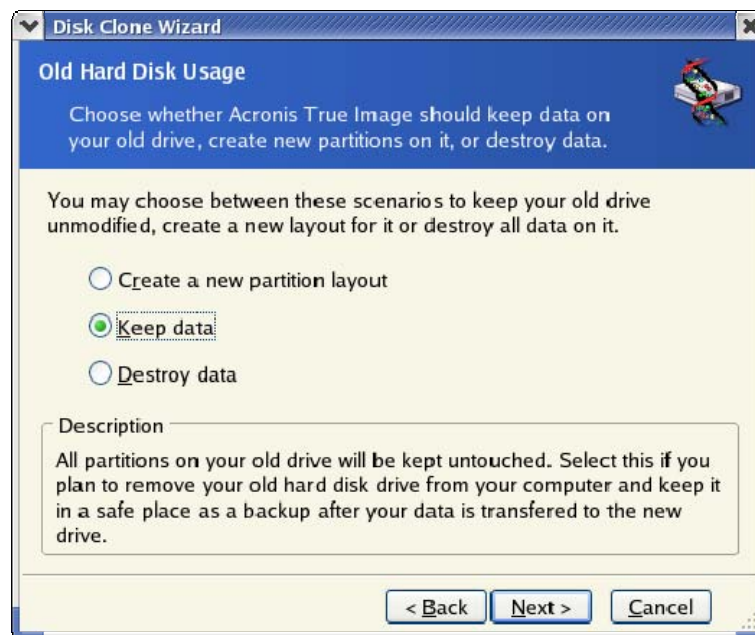 Disk Clone Wizard
Old Hard Disk Usage
Choose whether Acronis True Image should keep data on
your old drive, create new partitions on it, or destroy data.
You may choose between these scenarios to keep your old drive
unmodified, create a new layout for it or destroy all data on it.
Create a new partition layout
Keep data
Destroy data
Description
All partitions on your old drive will be kept untouched. Select this if you
plan to remove your old hard disk drive from your computer and keep it
in a safe place as a backup after your data is transfered to the new
drive.
< Back
Next >
Cancel